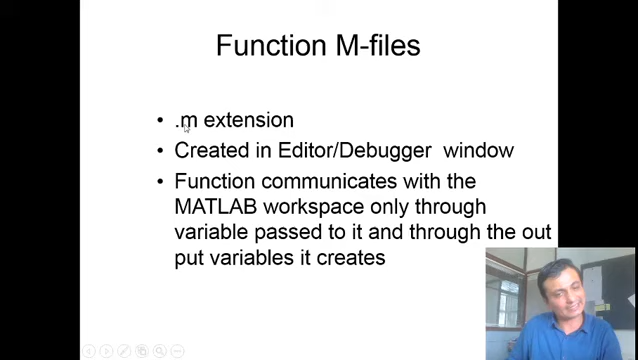 Function M-files
• .m extension
• Created in Editor/Debugger window
• Function communicates with the
MATLAB workspace only through
variable passed to it and through the out
put variables it creates